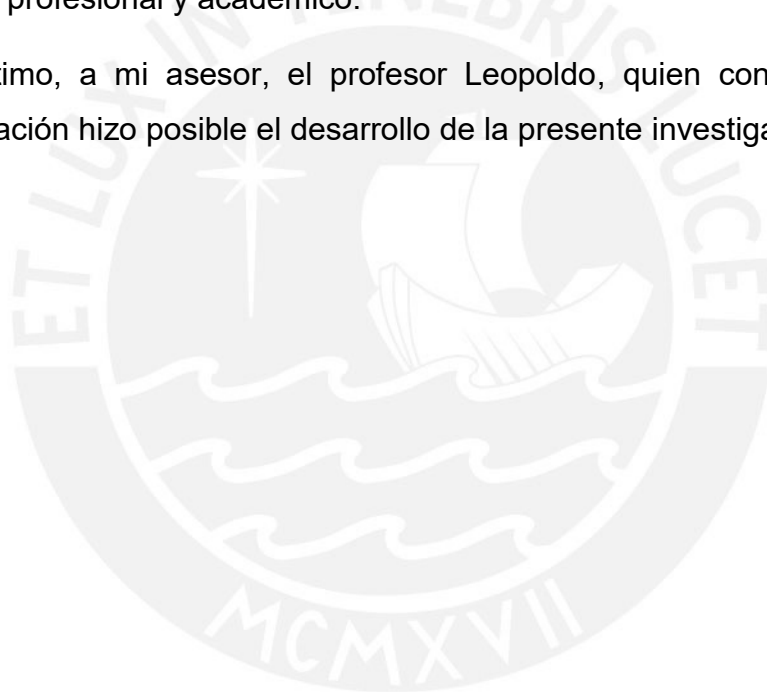 profesional y académico.
timo, a mi asesor, el profesor Leopoldo, quien con
ación hizo posible el desarrollo de la presente investiga
ET LUX IN TENEBRIS LUCET
MCMXVII